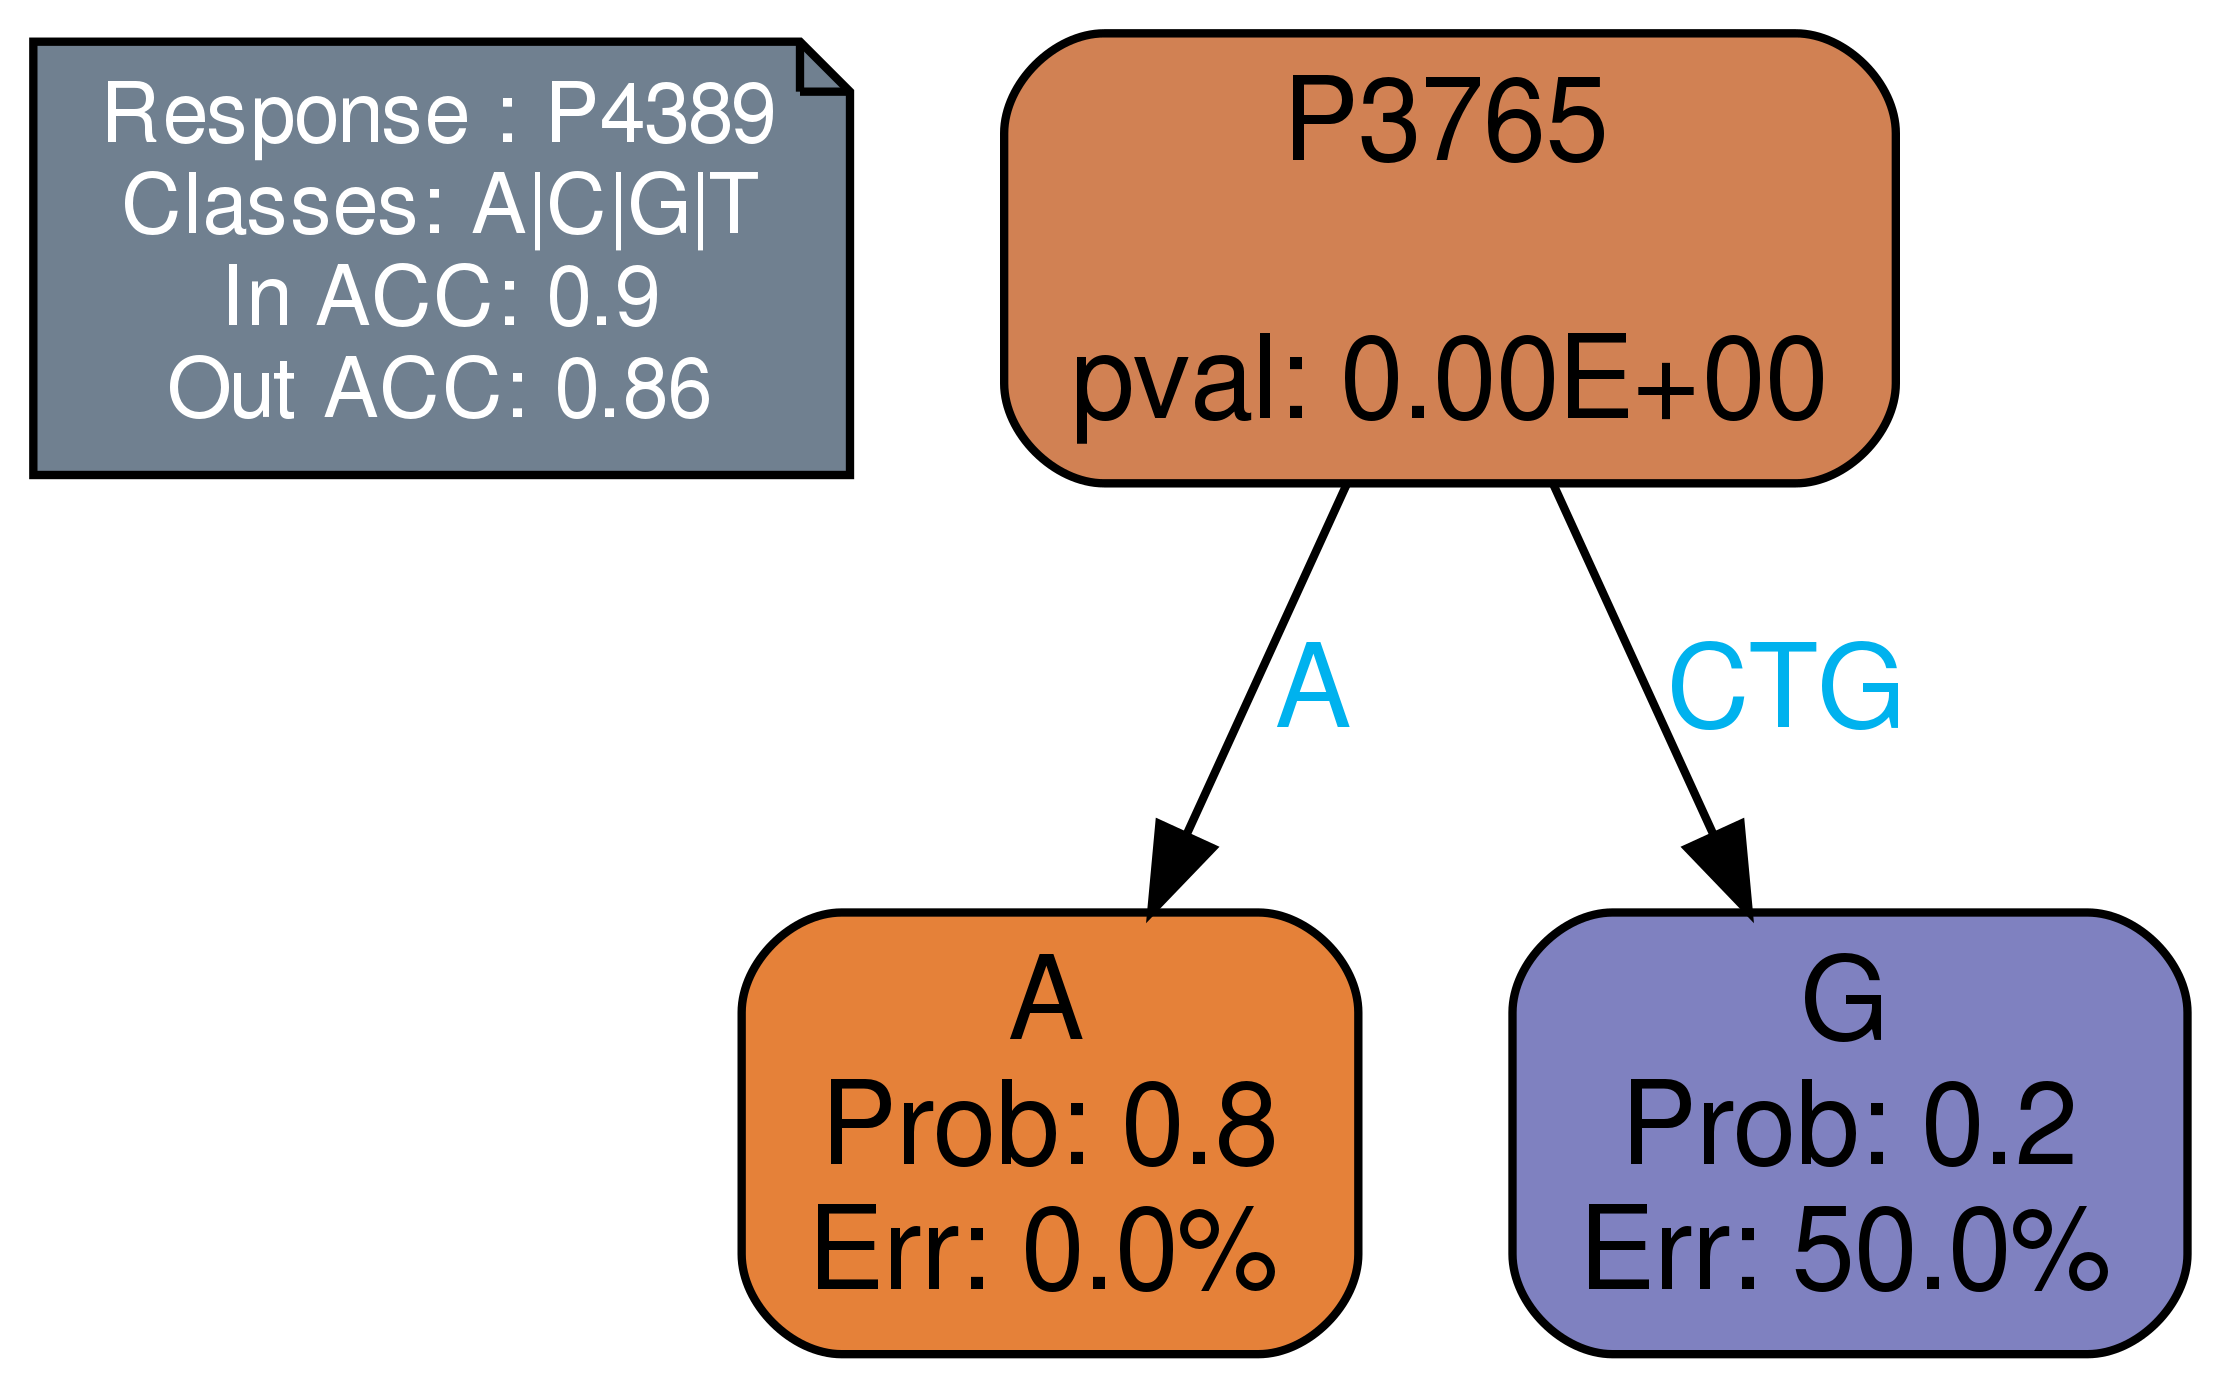 Response : P4389
Classes: A|C|G|T
In ACC: 0.9
Out ACC: 0.86
P3765
pval: 0.00E+00
A
CTG
A
Prob: 0.8
Err: 0.0%
G
Prob: 0.2
Err: 50.0%